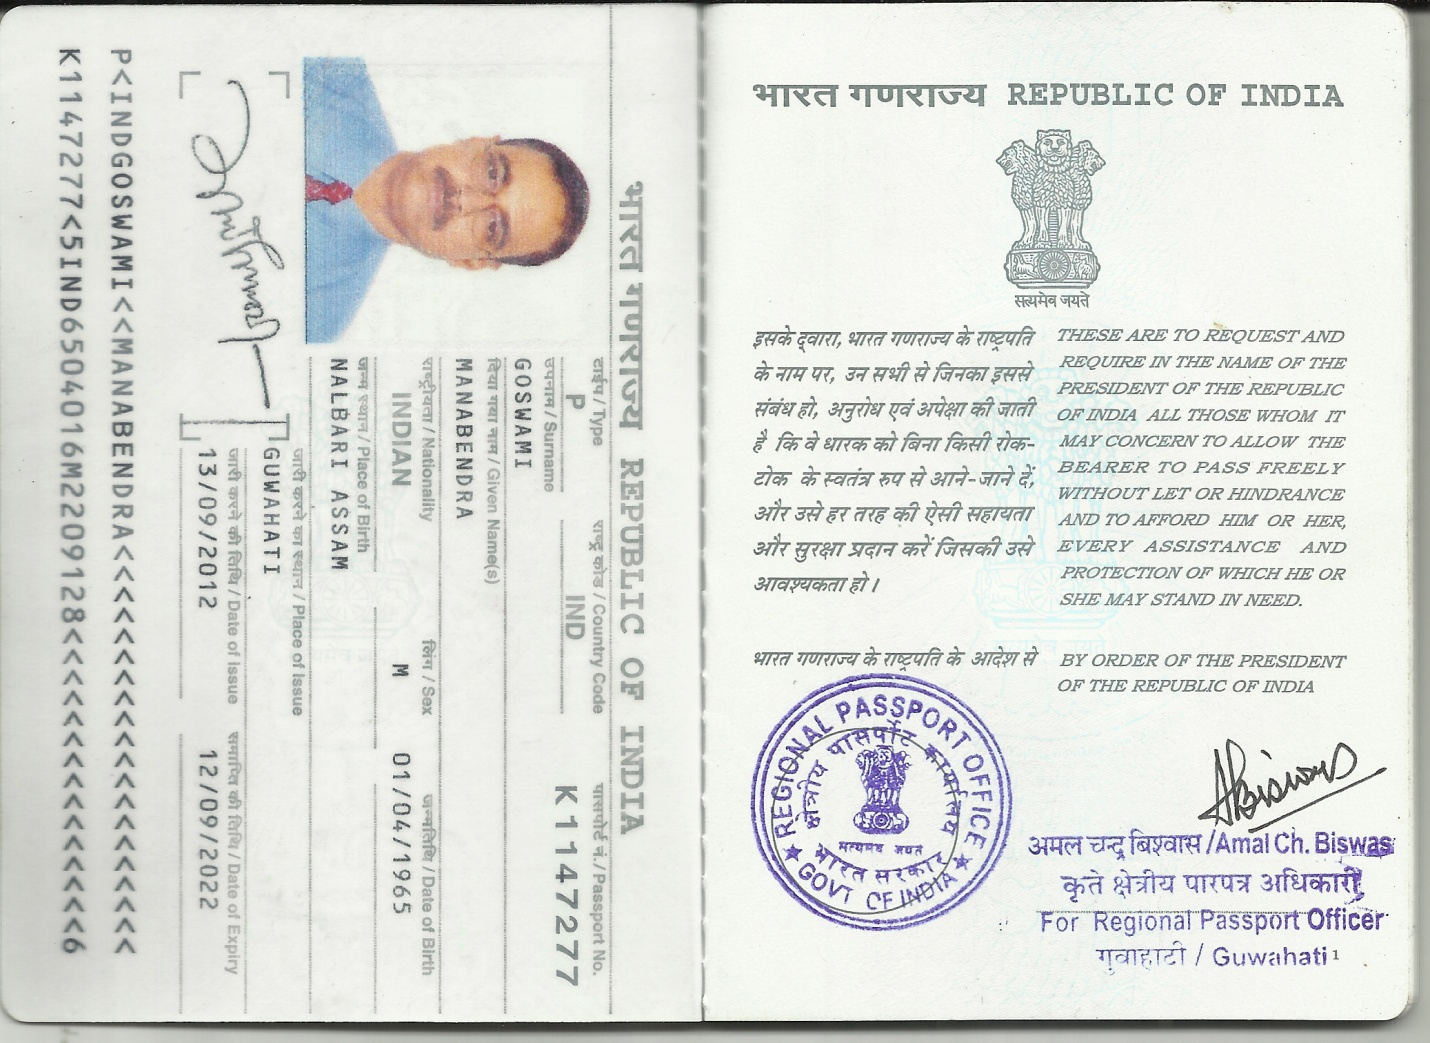 भारत गणराज्य REPUBLIC OF INDIA
टाईप / Type
P
राष्ट्र कोड / Country Code
IND
पासपोर्ट नं. / Passport No.
K1147277
उपनाम / Surname
GOSWAMI
दिया गया नाम / Given Name(s)
MANABENDRA
राष्ट्रीयता / Nationality
INDIAN
लिंग / Sex
M
जन्मतिथि / Date of Birth
01/04/1965
जन्म स्थान / Place of Birth
NALBARI ASSAM
जारी करने का स्थान / Place of Issue
GUWAHATI
जारी करने की तिथि / Date of Issue
13/09/2012
समाप्ति की तिथि / Date of Expiry
12/09/2022
P<INDGOSWAMI<<MANABENDRA<<<<<<<<<<<<<<<<<<<<
K1147277<5IND6504016M2209128<<<<<<<<<<<<<<<6
भारत गणराज्य REPUBLIC OF INDIA
सत्यमेव जयते
इसके द्वारा, भारत गणराज्य के राष्ट्रपति
के नाम पर, उन सभी से जिनका इससे
संबंध हो, अनुरोध एवं अपेक्षा की जाती
है कि वे धारक को बिना किसी रोक-
टोक के स्वतंत्र रुप से आने-जाने दें,
और उसे हर तरह की ऐसी सहायता
और सुरक्षा प्रदान करें जिसकी उसे
आवश्यकता हो।
THESE ARE TO REQUEST AND
REQUIRE IN THE NAME OF THE
PRESIDENT OF THE REPUBLIC
OF INDIA ALL THOSE WHOM IT
MAY CONCERN TO ALLOW THE
BEARER TO PASS FREELY
WITHOUT LET OR HINDRANCE
AND TO AFFORD HIM OR HER,
EVERY ASSISTANCE AND
PROTECTION OF WHICH HE OR
SHE MAY STAND IN NEED.
भारत गणराज्य के राष्ट्रपति के आदेश से
BY ORDER OF THE PRESIDENT
OF THE REPUBLIC OF INDIA
REGIONAL PASSPORT OFFICE
क्षेत्रीय पासपोर्ट कार्यालय
सत्यमेव जयते
भारत सरकार
GOVT OF INDIA
ABiswas
अमल चन्द्र बिश्वास /Amal Ch. Biswas
कृते क्षेत्रीय पारपत्र अधिकारी
For Regional Passport Officer
गुवाहाटी / Guwahati
1